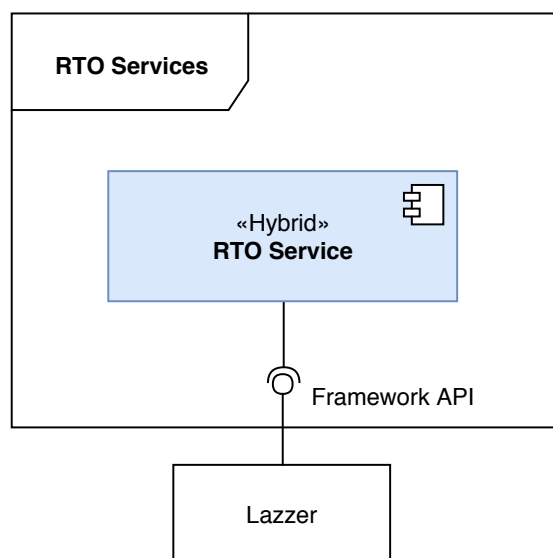 RTO Services
«Hybrid»
RTO Service
Framework API
Lazzer